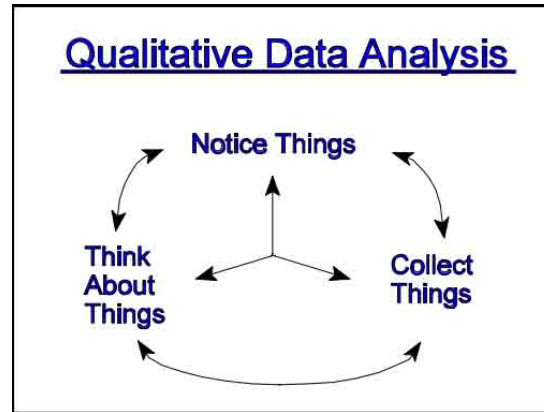 Qualitative Data Analysis
Notice Things
Think
About
Things
Collect
Things